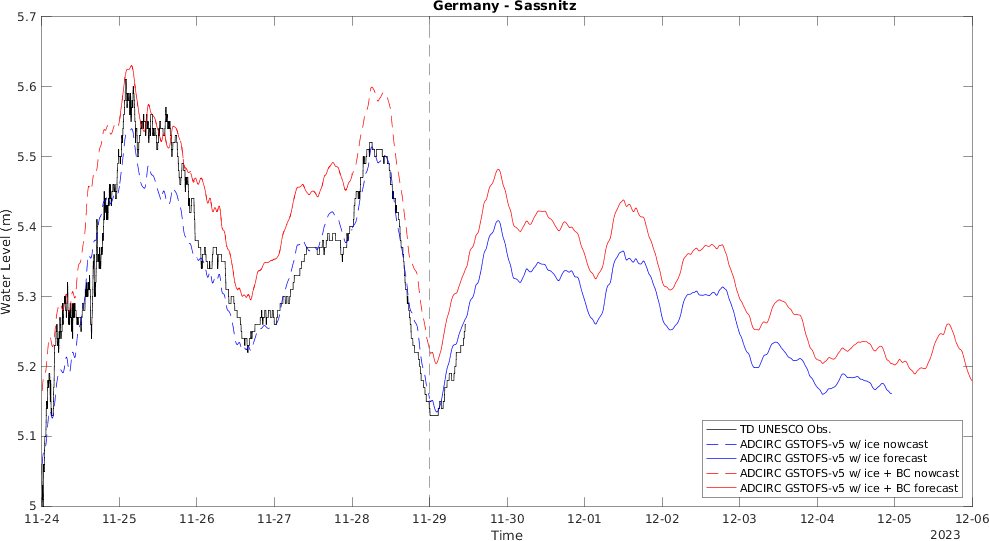 Germany - Sassnitz
5.7
5.6
5.5
5.4
5.3
5.2
5.1
5
Water Level (m)
TD UNESCO Obs.
ADCIRC GSTOFS-v5 w/ ice nowcast
ADCIRC GSTOFS-v5 w/ ice forecast
ADCIRC GSTOFS-v5 w/ ice + BC nowcast
ADCIRC GSTOFS-v5 w/ ice + BC forecast
11-24 11-25 11-26 11-27 11-28 11-29 11-30 12-01 12-02 12-03 12-04 12-05 12-06
Time
2023